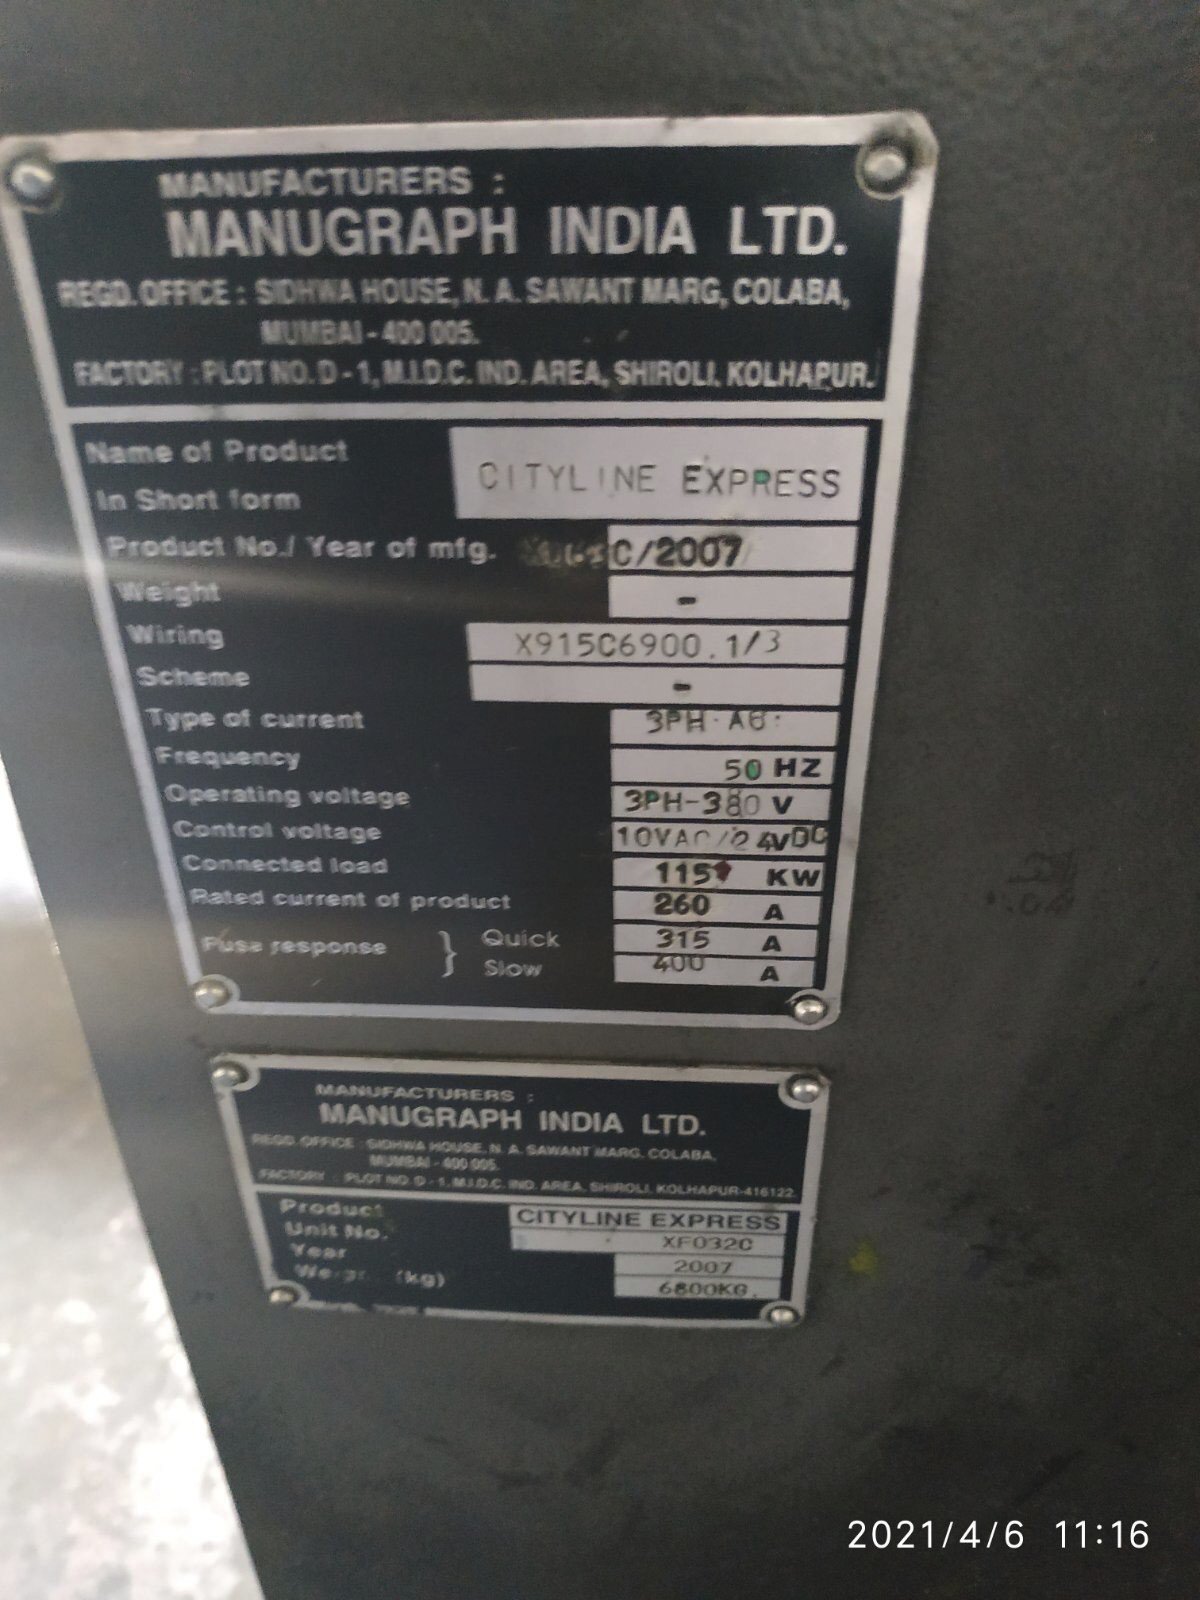 MANUFACTURERS :
MANUGRAPH INDIA LTD.
REGD. OFFICE : SIDHWA HOUSE, N. A. SAWANT MARG, COLABA,
MUMBAI - 400 005.
FACTORY : PLOT NO. D - 1, M.I.D.C. IND. AREA, SHIROLI, KOLHAPUR.
Name of Product
In Short form CITYLINE EXPRESS
Product No./ Year of mfg. C/2007
Weight -
Wiring X915C6900.1/3
Scheme -
Type of current 3PH
Frequency 50 HZ
Operating voltage 3PH-380 V
Control voltage 10VAC/24VDC
Connected load 115 KW
Rated current of product 260 A
Fuse response } Quick 315 A
Slow 400 A
MANUFACTURERS :
MANUGRAPH INDIA LTD.
REGD. OFFICE : SIDHWA HOUSE, N. A. SAWANT MARG, COLABA,
MUMBAI - 400 005.
FACTORY : PLOT NO. D - 1, M.I.D.C. IND. AREA, SHIROLI, KOLHAPUR-416122
Product CITYLINE EXPRESS
Unit No. XF032C
Year 2007
(kg) 6800KG.
2021/4/6 11:16